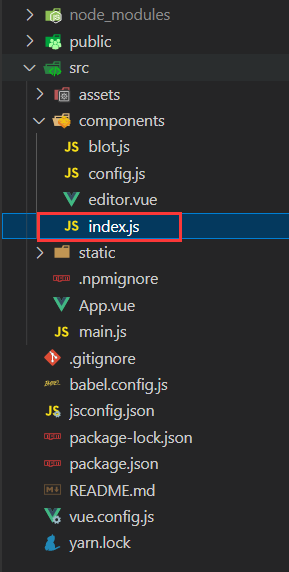 node_modules
public
src
assets
components
JS blot.js
JS config.js
editor.vue
JS index.js
static
.npmignore
App.vue
JS main.js
.gitignore
babel.config.js
JS jsconfig.json
package-lock.json
package.json
README.md
vue.config.js
yarn.lock